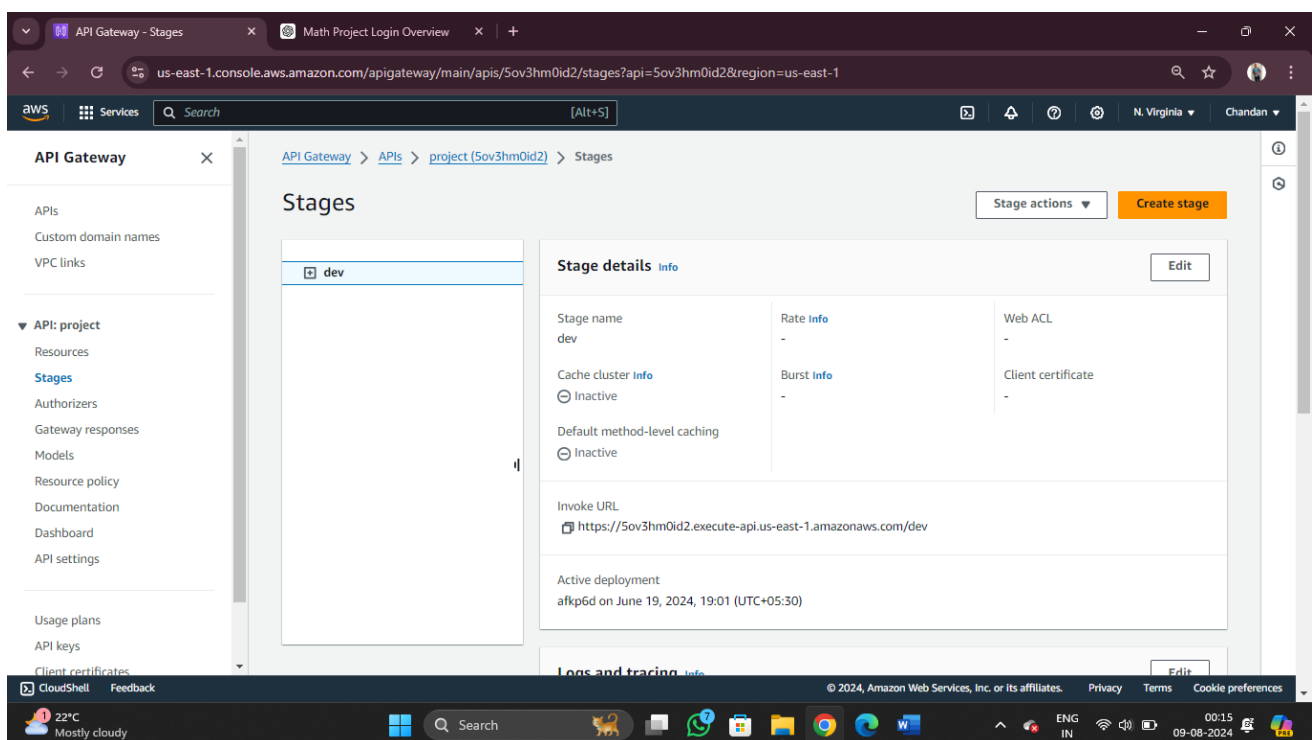 API Gateway - Stages
Math Project Login Overview
us-east-1.console.aws.amazon.com/apigateway/main/apis/5ov3hm0id2/stages?api=5ov3hm0id2&region=us-east-1
aws Services Search [Alt+S] N. Virginia Chandan
API Gateway
APIs
Custom domain names
VPC links
API: project
Resources
Stages
Authorizers
Gateway responses
Models
Resource policy
Documentation
Dashboard
API settings
Usage plans
API keys
Client certificates
API Gateway > APIs > project (5ov3hm0id2) > Stages
Stages
Stage actions
Create stage
dev
Stage details Info
Edit
Stage name
dev
Rate Info
-
Web ACL
-
Cache cluster Info
Inactive
Burst Info
-
Client certificate
-
Default method-level caching
Inactive
Invoke URL
https://5ov3hm0id2.execute-api.us-east-1.amazonaws.com/dev
Active deployment
afkp6d on June 19, 2024, 19:01 (UTC+05:30)
Logs and tracing Info
Edit
CloudShell Feedback © 2024, Amazon Web Services, Inc. or its affiliates. Privacy Terms Cookie preferences
1
22°C
Mostly cloudy
Search
7
W
PRE
ENG
IN
00:15
09-08-2024